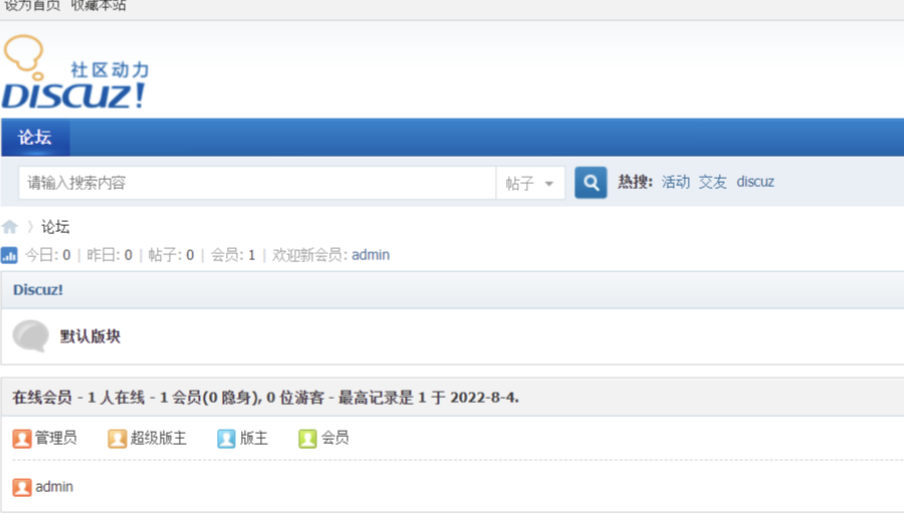 设为首页 收藏本站
社区动力
DISCUZ!
论坛
请输入搜索内容 帖子 热搜: 活动 交友 discuz
论坛
今日: 0 | 昨日: 0 | 帖子: 0 | 会员: 1 | 欢迎新会员: admin
Discuz!
默认版块
在线会员 - 1 人在线 - 1 会员(0 隐身), 0 位游客 - 最高记录是 1 于 2022-8-4.
管理员 超级版主 版主 会员
admin